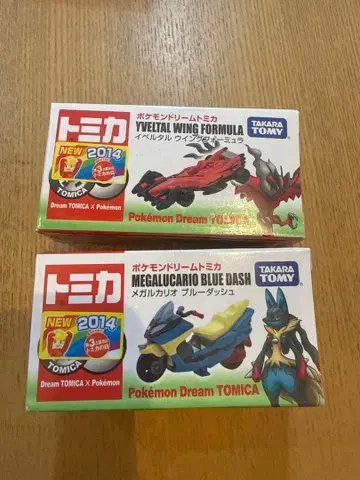 トミカ
NEW
2014
TOMICA
Dream TOMICA × Pokémon
ポケモンドリームトミカ
YVELTAL WING FORMULA
イベルタル ウイングフォーミュラ
TAKARA
TOMY
Pokémon Dream TOMICA
トミカ
NEW
2014
TOMICA
Dream TOMICA × Pokémon
ポケモンドリームトミカ
MEGALUCARIO BLUE DASH
メガルカリオ ブルーダッシュ
TAKARA
TOMY
Pokémon Dream TOMICA